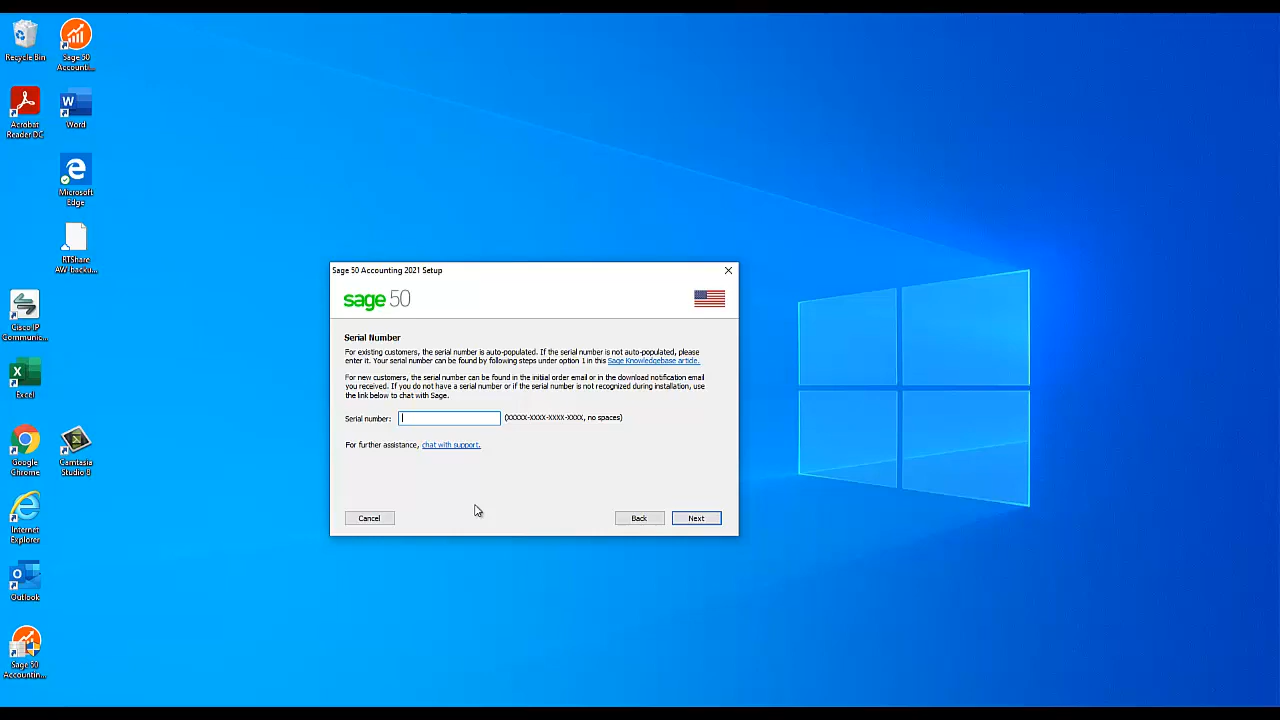 Recycle Bin
Sage 50
Accounti...
Acrobat
Reader DC
Word
Microsoft
Edge
RTShare
AW-backu...
Cisco IP
Communic...
Excel
Google
Chrome
Camtasia
Studio 8
Internet
Explorer
Outlook
Sage 50
Accountin...
Sage 50 Accounting 2021 Setup
sage 50
Serial Number
For existing customers, the serial number is auto-populated. If the serial number is not auto-populated, please
enter it. Your serial number can be found by following steps under option 1 in this Sage Knowledgebase article.
For new customers, the serial number can be found in the initial order email or in the download notification email
you received. If you do not have a serial number or if the serial number is not recognized during installation, use
the link below to chat with Sage.
Serial number: (XXXXX-XXXX-XXXX-XXXX, no spaces)
For further assistance, chat with support.
Cancel Back Next